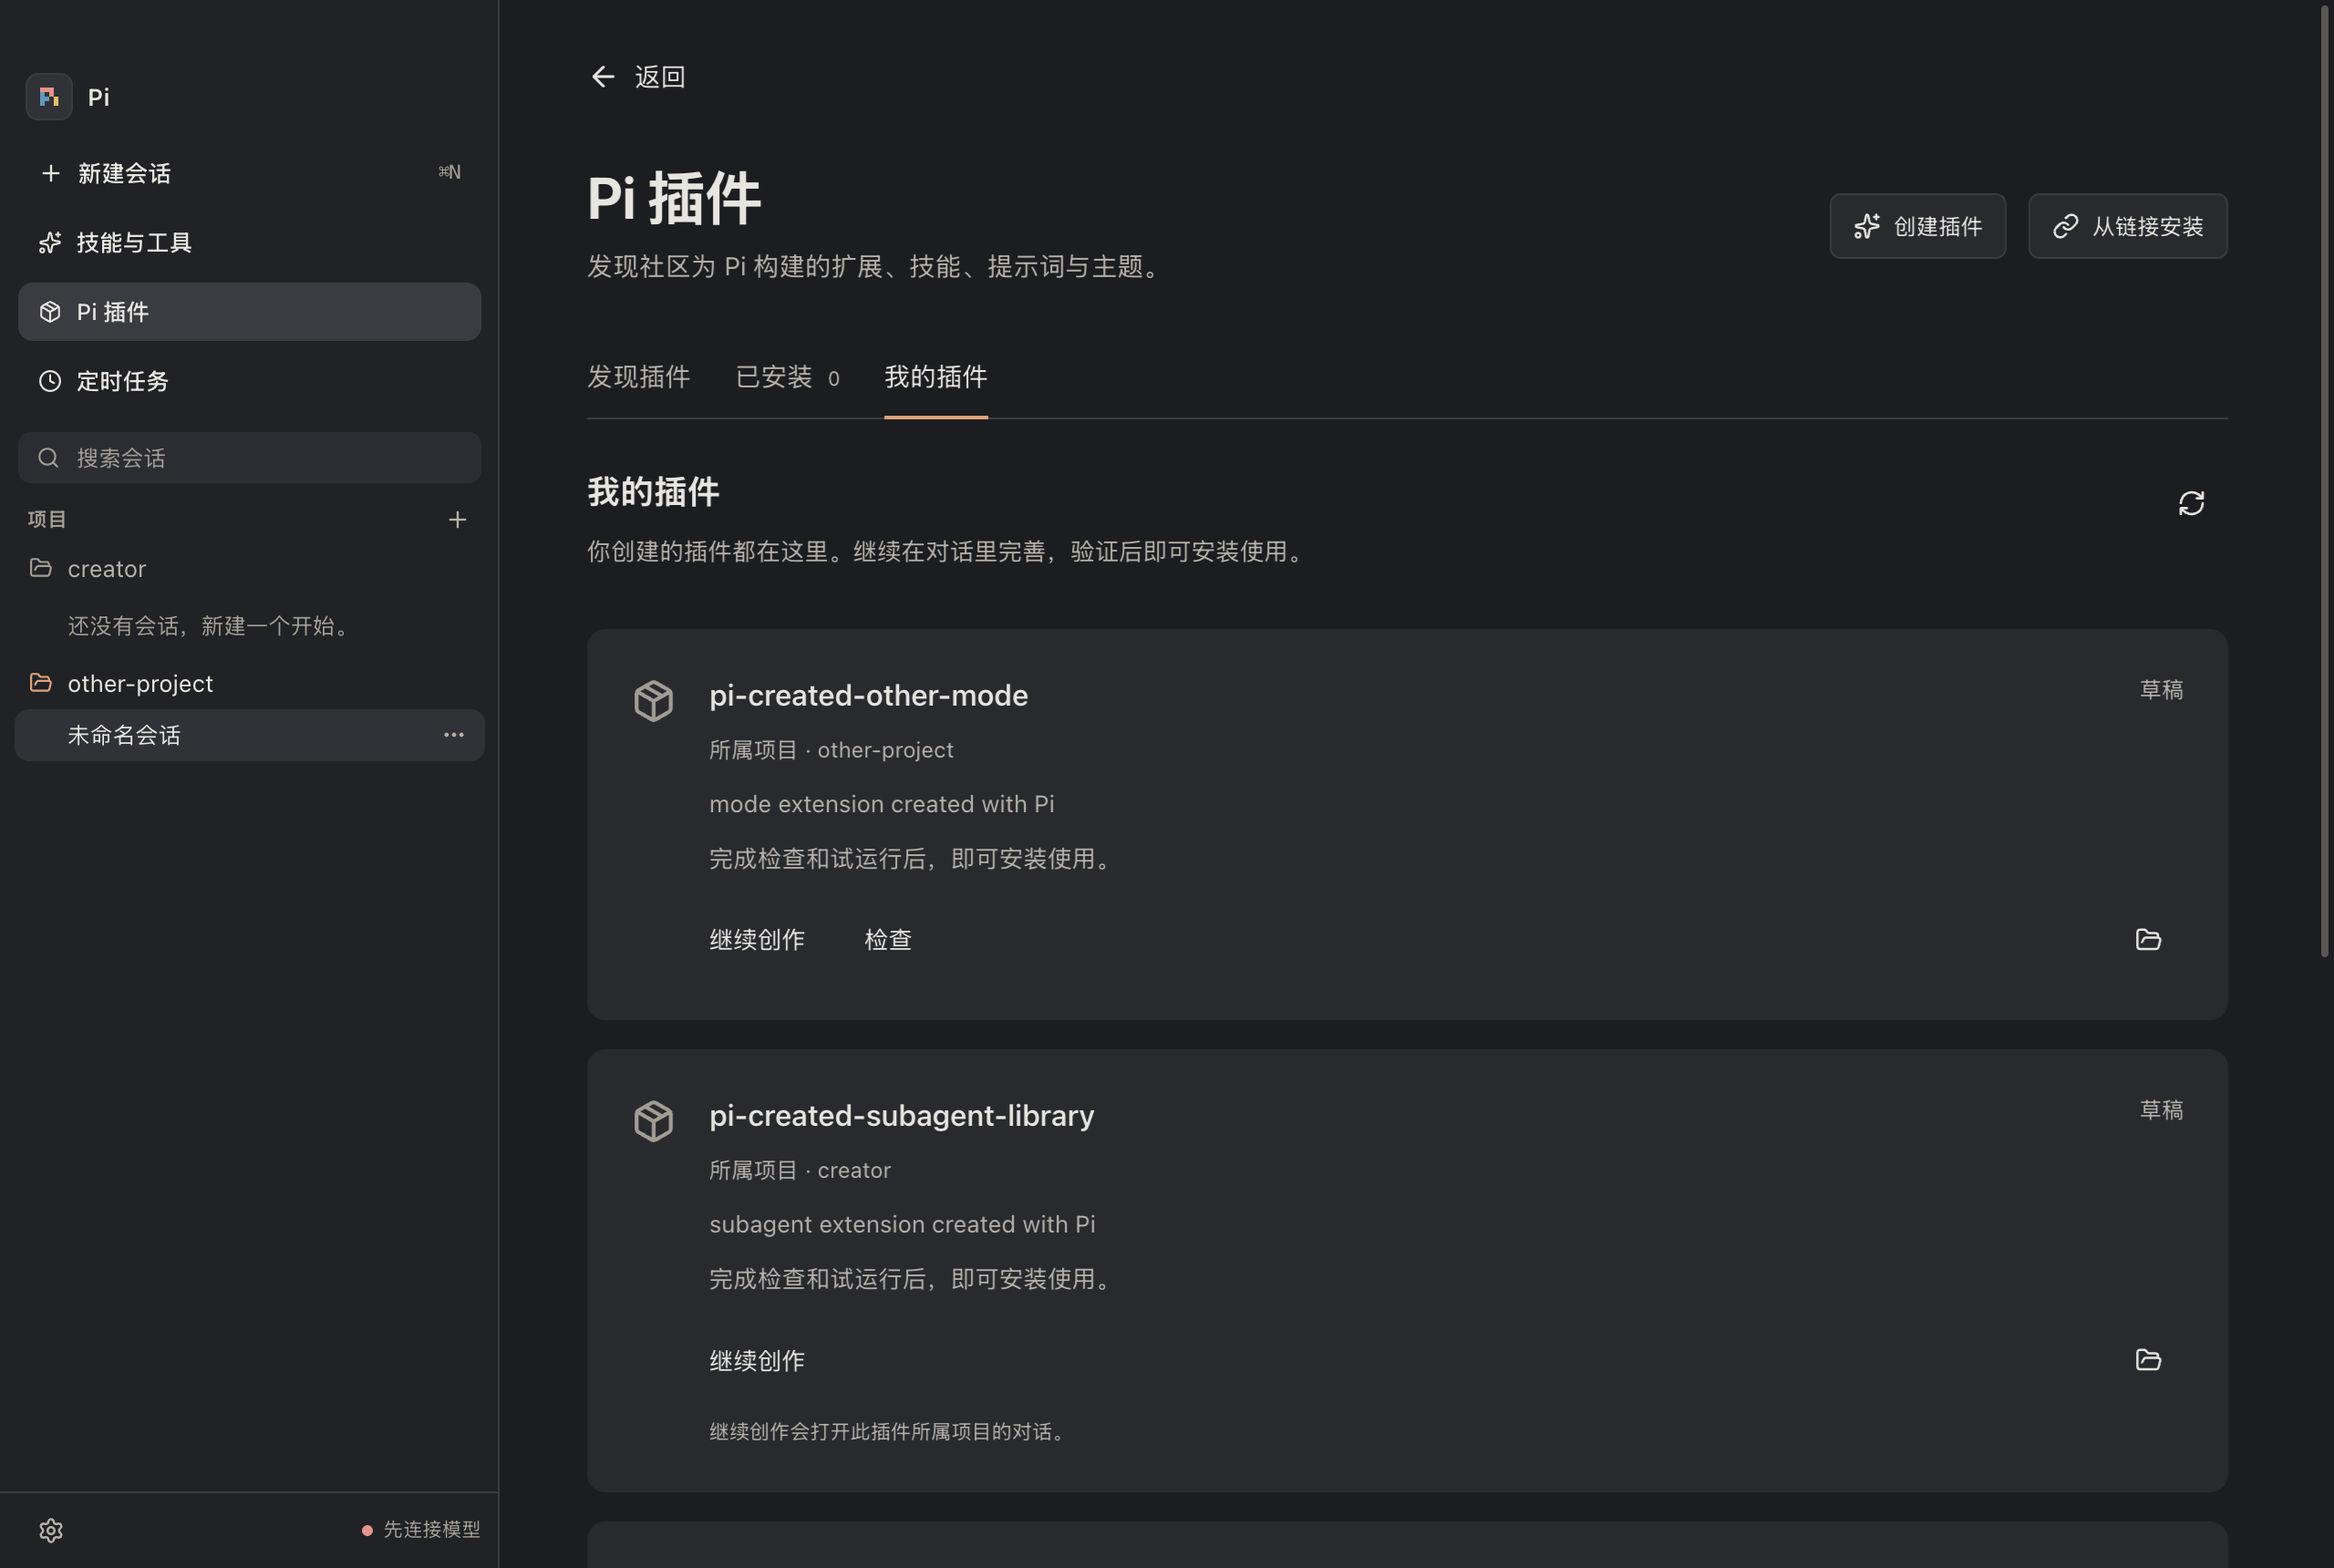 Pi
新建会话 ⌘N
技能与工具
Pi 插件
定时任务
搜索会话
项目
creator
还没有会话，新建一个开始。
other-project
未命名会话
先连接模型
返回
Pi 插件
发现社区为 Pi 构建的扩展、技能、提示词与主题。
创建插件
从链接安装
发现插件 已安装 0 我的插件
我的插件
你创建的插件都在这里。继续在对话里完善，验证后即可安装使用。
pi-created-other-mode
草稿
所属项目 · other-project
mode extension created with Pi
完成检查和试运行后，即可安装使用。
继续创作 检查
pi-created-subagent-library
草稿
所属项目 · creator
subagent extension created with Pi
完成检查和试运行后，即可安装使用。
继续创作
继续创作会打开此插件所属项目的对话。